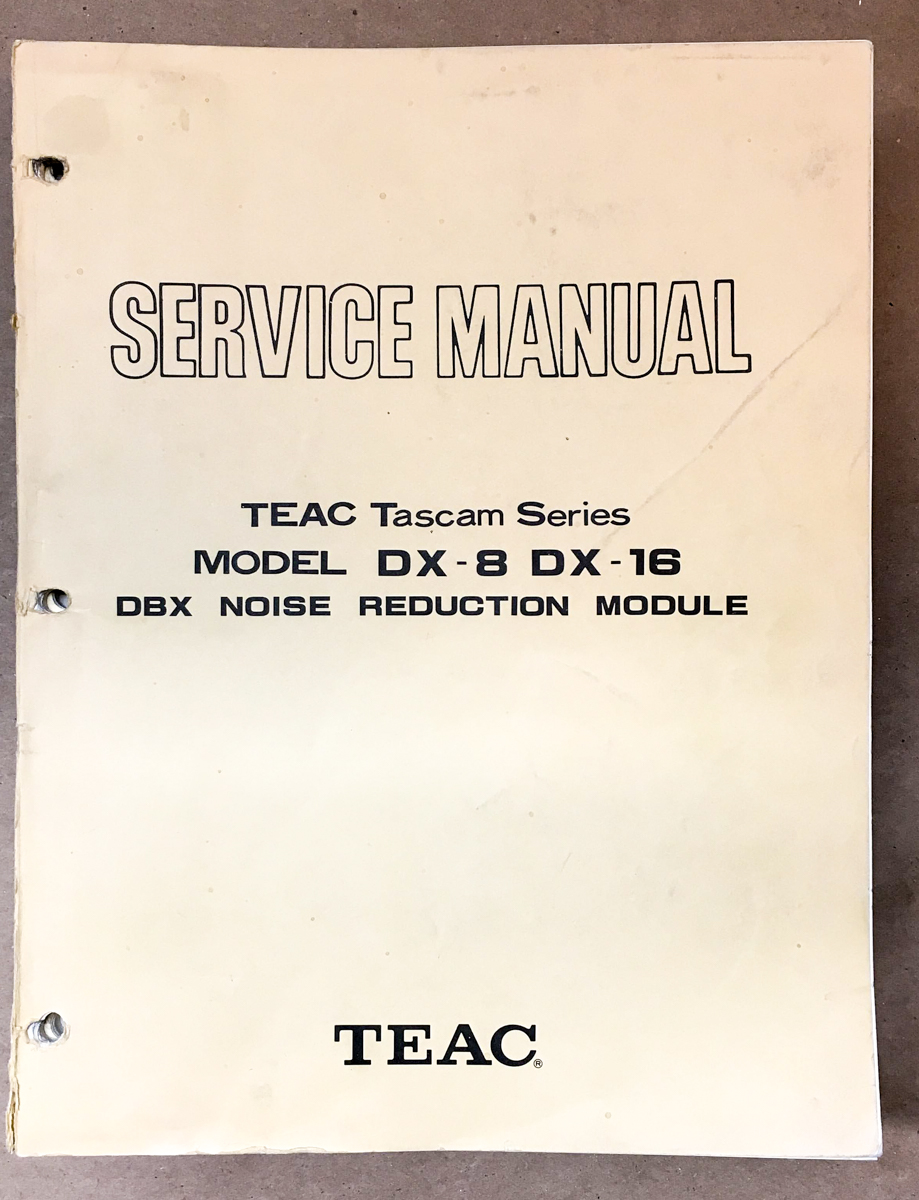 SERVICE MANUAL
TEAC Tascam Series
MODEL DX-8 DX-16
DBX NOISE REDUCTION MODULE
TEAC®